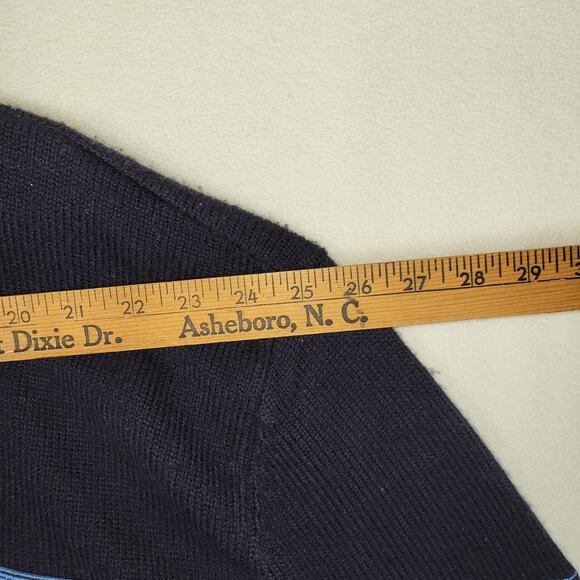 20 21 22 23 24 25 26 27 28 29
Dixie Dr. Asheboro, N. C.